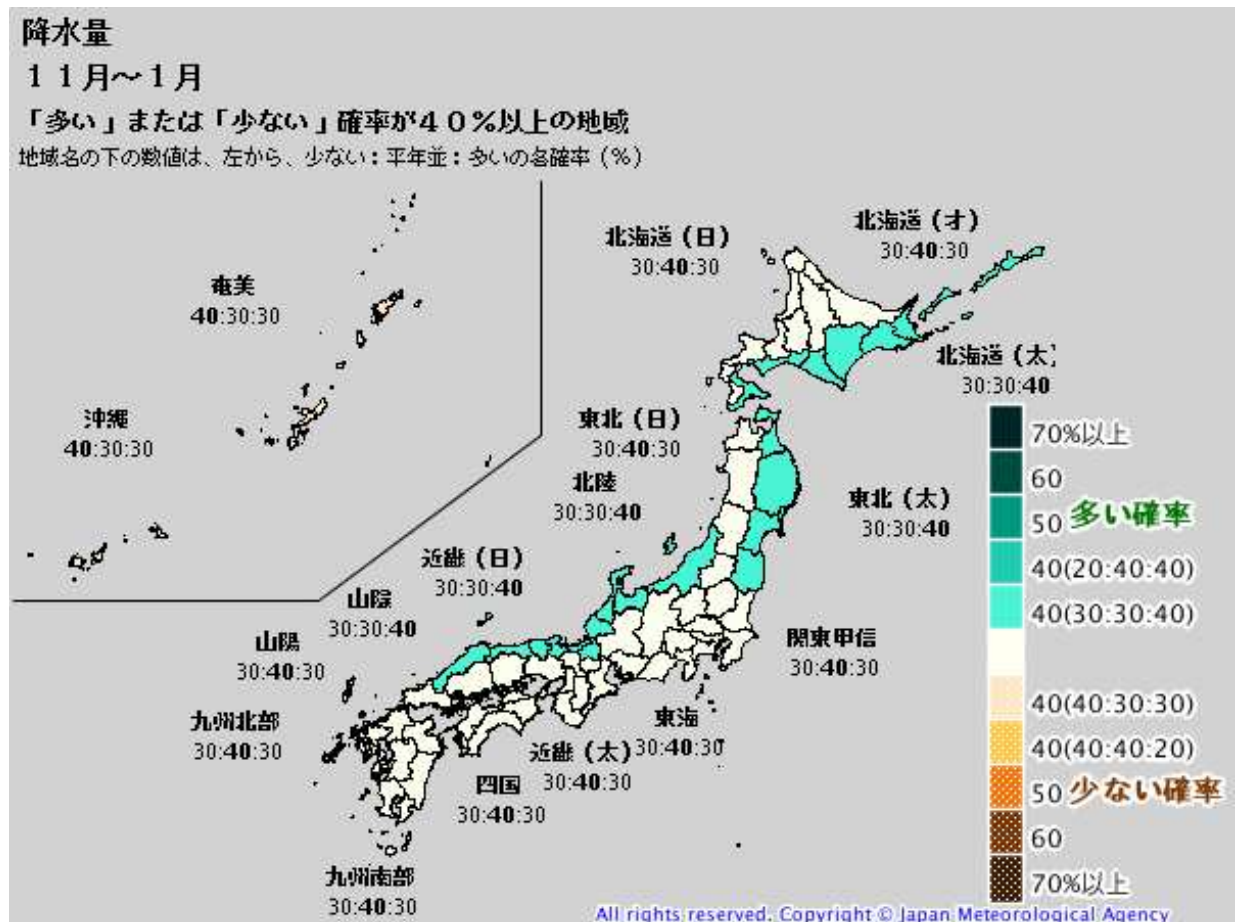 降水量
11月～1月
「多い」または「少ない」確率が40%以上の地域
地域名の下の数値は、左から、少ない：平年並：多いの各確率（%）
北海道（オ）
30:40:30
北海道（日）
30:40:30
奄美
40:30:30
北海道（太）
30:30:40
沖縄
40:30:30
東北（日）
30:40:30
北陸
30:30:40
東北（太）
30:30:40
近畿（日）
30:30:40
山陰
30:30:40
山陽
30:40:30
関東甲信
30:40:30
九州北部
30:40:30
東海
30:40:30
近畿（太）
30:40:30
四国
30:40:30
九州南部
30:40:30
70%以上
60
50 多い確率
40(20:40:40)
40(30:30:40)
40(40:30:30)
40(40:40:20)
50 少ない確率
60
70%以上
All rights reserved. Copyright © Japan Meteorological Agency